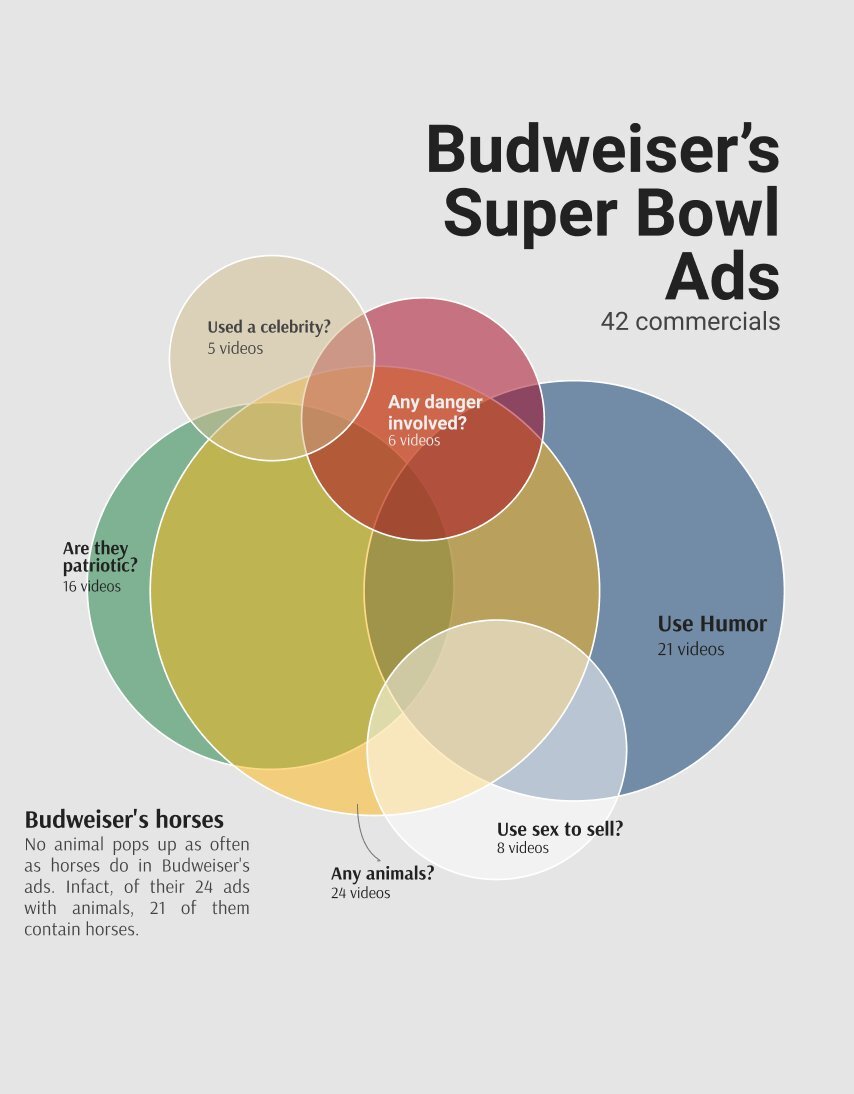 Budweiser’s
Super Bowl
Ads
42 commercials
Used a celebrity?
5 videos
Any danger
involved?
6 videos
Are they
patriotic?
16 videos
Use Humor
21 videos
Budweiser's horses
No animal pops up as often
as horses do in Budweiser's
ads. Infact, of their 24 ads
with animals, 21 of them
contain horses.
Use sex to sell?
8 videos
Any animals?
24 videos